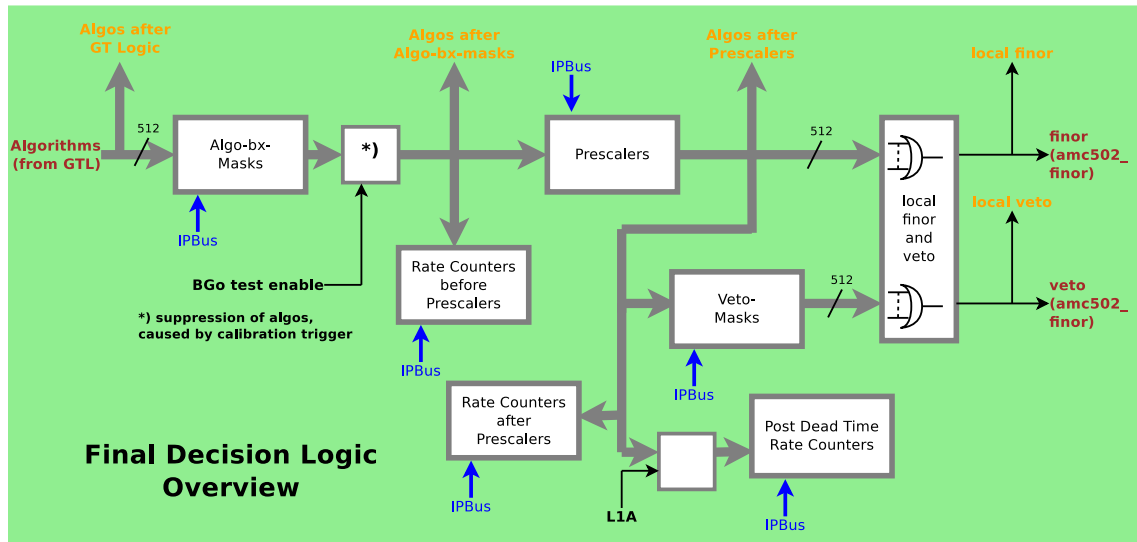 Algos after
GT Logic
Algos after
Algo-bx-masks
Algos after
Prescalers
local finor
IPBus
512
Algorithms
(from GTL)
Algo-bx-
Masks
*)
Prescalers
512
finor
(amc502_
finor)
local
finor
and
veto
local veto
IPBus
BGo test enable
Rate Counters
before
Prescalers
Veto-
Masks
512
veto
(amc502_
finor)
*) suppression of algos,
caused by calibration trigger
IPBus
IPBus
Rate Counters
after
Prescalers
Post Dead Time
Rate Counters
Final Decision Logic
Overview
IPBus
L1A
IPBus